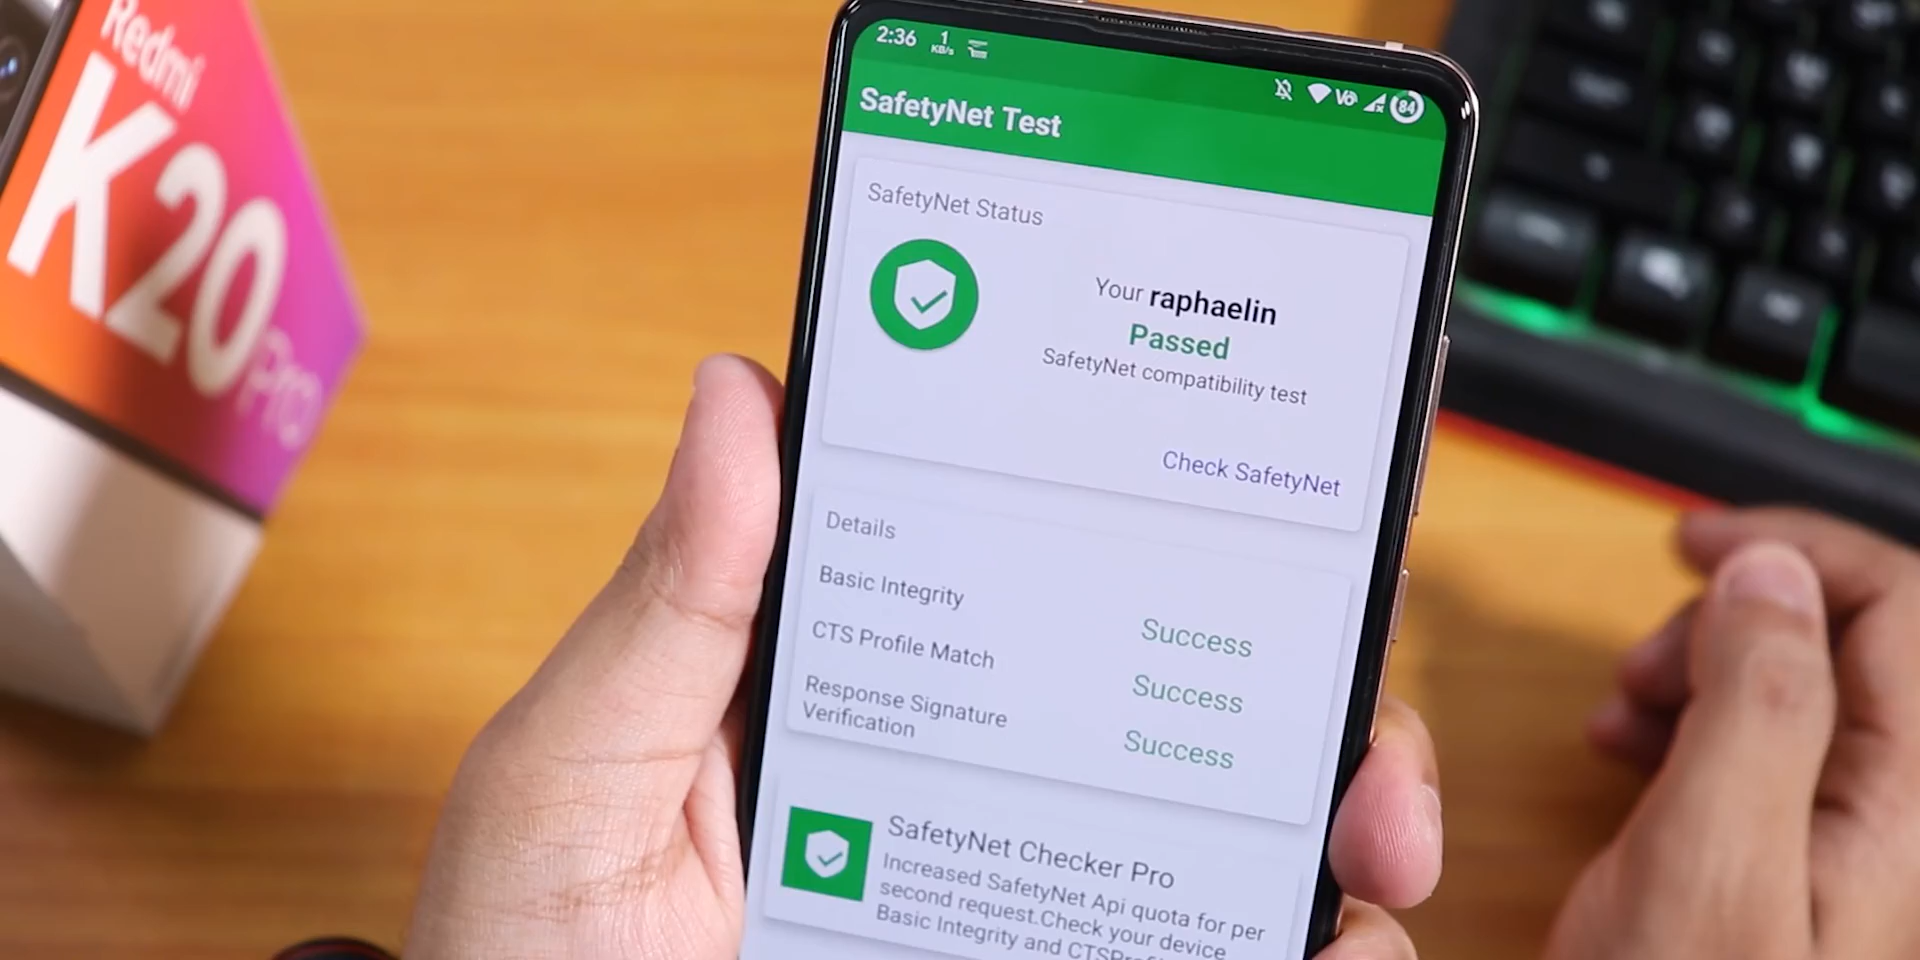 Redmi
K20 Pro
2:36
1
KB/s
84
SafetyNet Test
SafetyNet Status
Your raphaelin
Passed
SafetyNet compatibility test
Check SafetyNet
Details
Basic Integrity
Success
CTS Profile Match
Success
Response Signature
Verification
Success
SafetyNet Checker Pro
Increased SafetyNet Api quota for per
second request.Check your device
Basic Integrity and